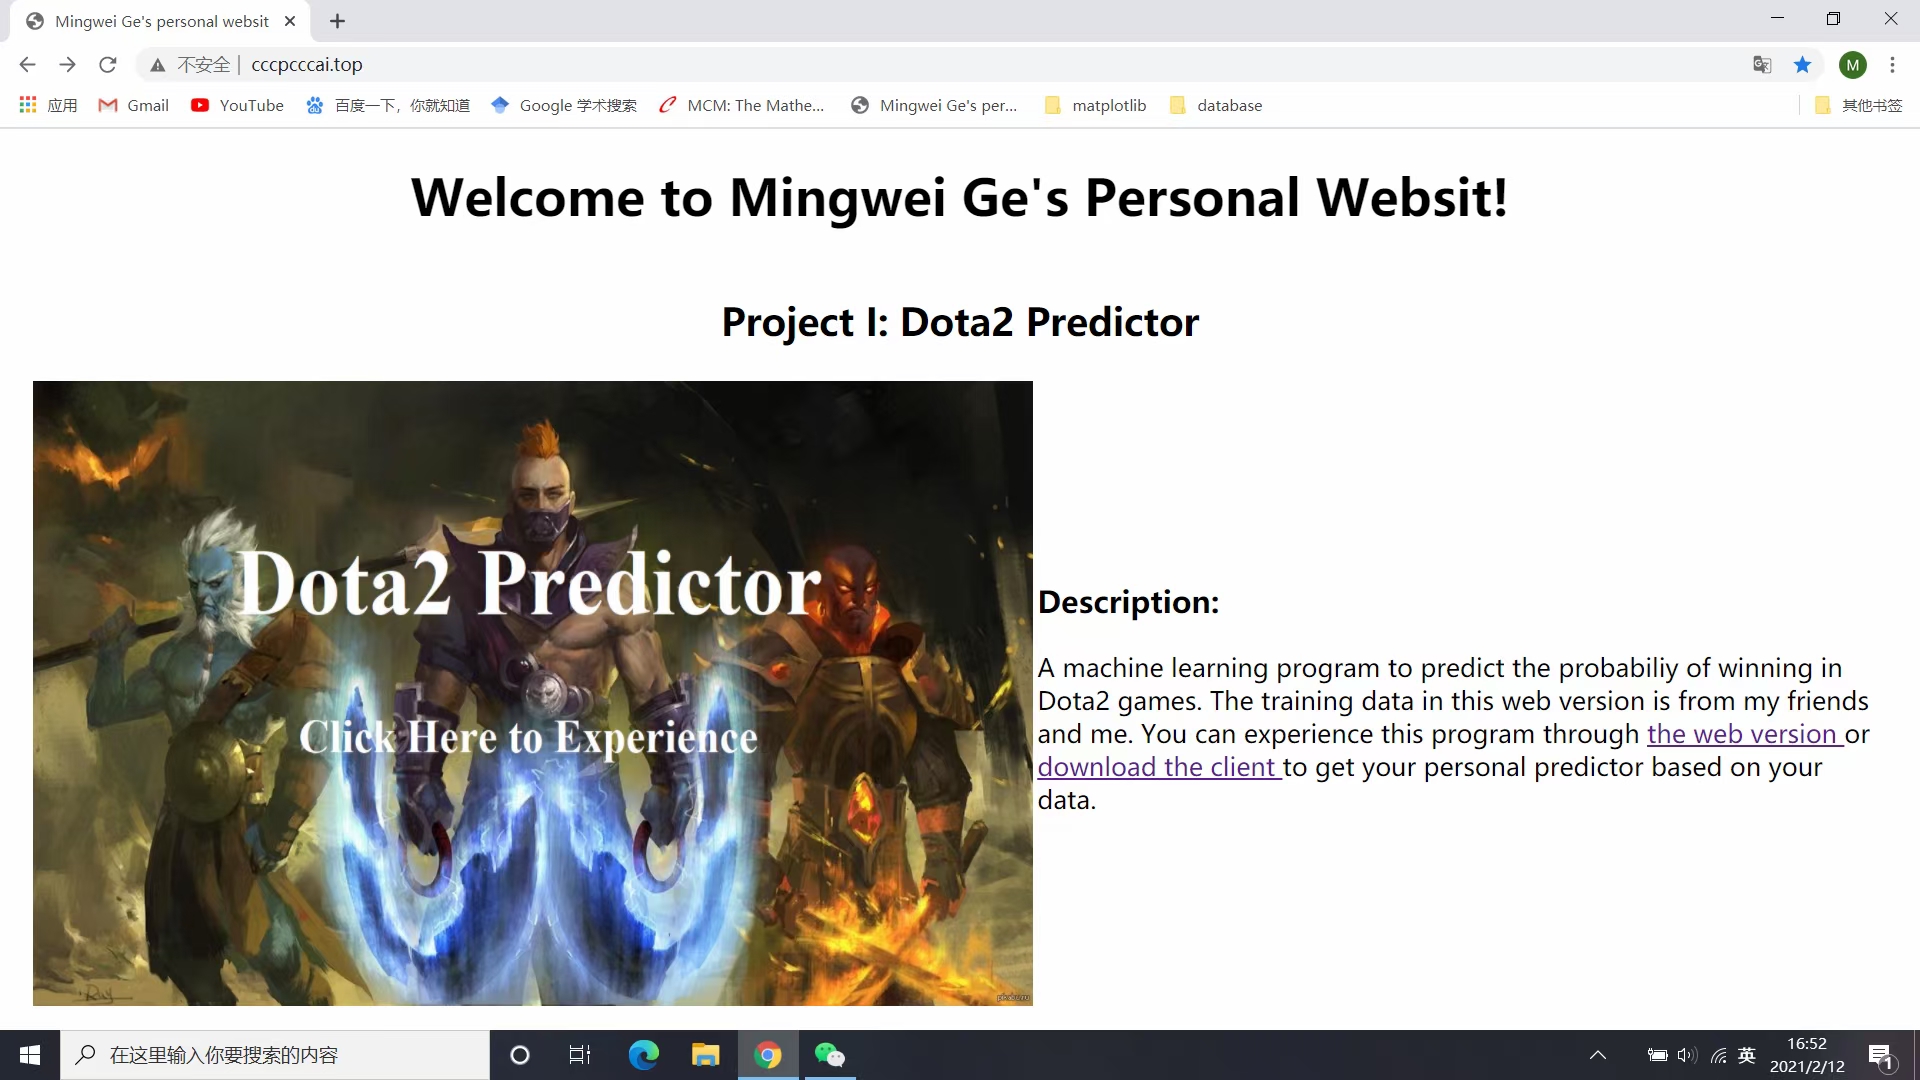 Mingwei Ge's personal websit
不安全 | cccpcccai.top
应用 Gmail YouTube 百度一下，你就知道 Google 学术搜索 MCM: The Mathe... Mingwei Ge's per... matplotlib database 其他书签
M
Welcome to Mingwei Ge's Personal Websit!
Project I: Dota2 Predictor
Dota2 Predictor
Click Here to Experience
Description:
A machine learning program to predict the probabiliy of winning in
Dota2 games. The training data in this web version is from my friends
and me. You can experience this program through the web version or
download the client to get your personal predictor based on your
data.
在这里输入你要搜索的内容
英
16:52
2021/2/12
1